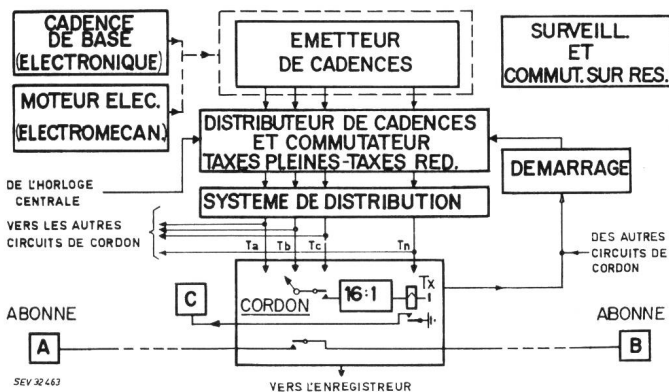 CADENCE
DE BASE
(ELECTRONIQUE)
EMETTEUR
DE CADENCES
SURVEILL.
ET
COMMUT. SUR RES.
MOTEUR ELEC.
(ELECTROMECAN.)
DISTRIBUTEUR DE CADENCES
ET COMMUTATEUR
TAXES PLEINES-TAXES RED.
DEMARRAGE
DE L'HORLOGE
CENTRALE
SYSTEME DE DISTRIBUTION
VERS LES AUTRES
CIRCUITS DE CORDON
Ta
Tb
Tc
Tn
DES AUTRES
CIRCUITS DE
CORDON
C
CORDON
16:1
Tx
ABONNE
A
ABONNE
B
SEV 32463
VERS L'ENREGISTREUR